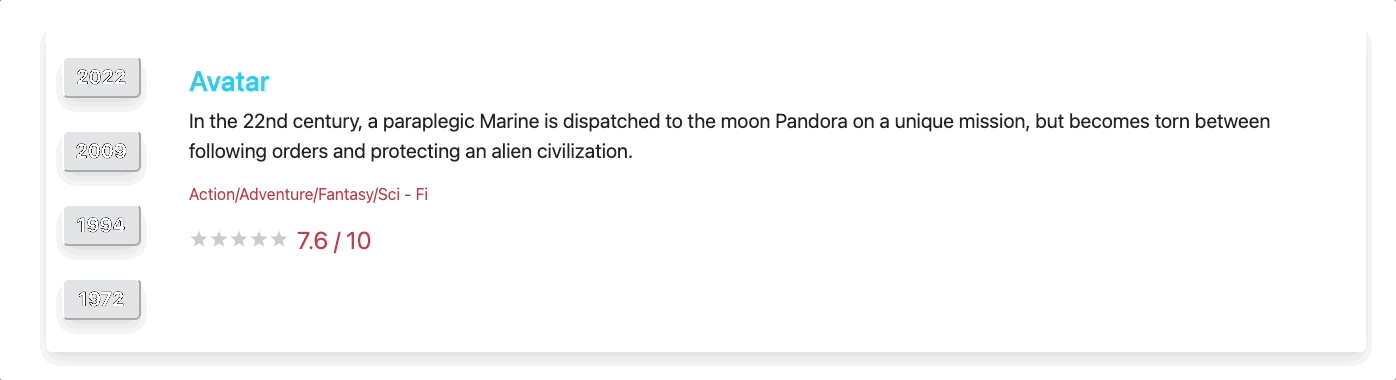 2022
2009
1994
1972
Avatar
In the 22nd century, a paraplegic Marine is dispatched to the moon Pandora on a unique mission, but becomes torn between
following orders and protecting an alien civilization.
Action/Adventure/Fantasy/Sci - Fi
7.6 / 10